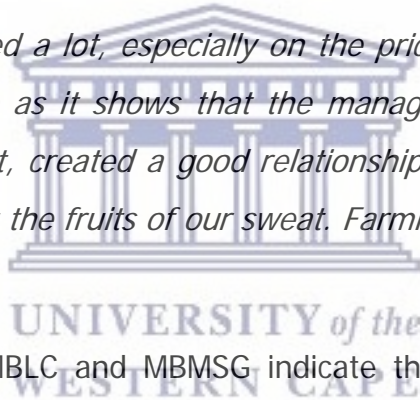 ed a lot, especially on the pric
as it shows that the manag
t, created a good relationship
the fruits of our sweat. Farmi
UNIVERSITY of the
MBLC and MBMSG indicate th
WESTERN CAPE